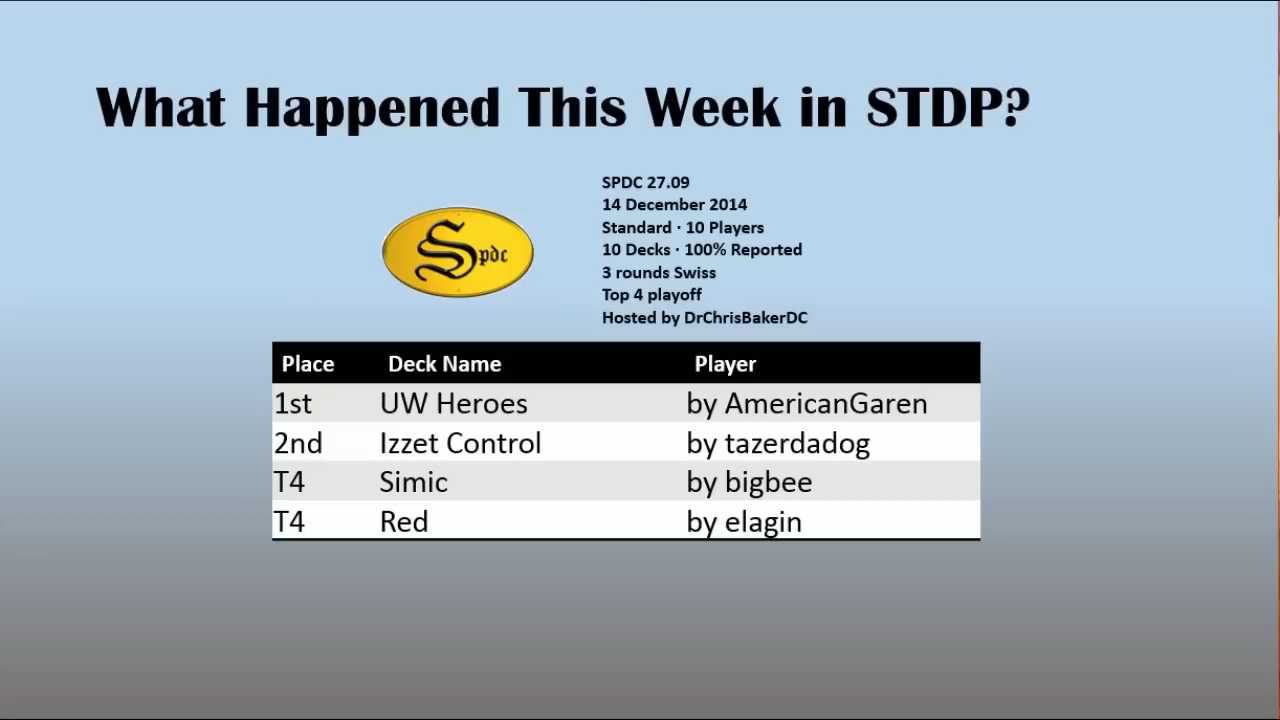 What Happened This Week in STDP?
Spdc
SPDC 27.09
14 December 2014
Standard · 10 Players
10 Decks · 100% Reported
3 rounds Swiss
Top 4 playoff
Hosted by DrChrisBakerDC
Place Deck Name Player
1st UW Heroes by AmericanGaren
2nd Izzet Control by tazerdadog
T4 Simic by bigbee
T4 Red by elagin